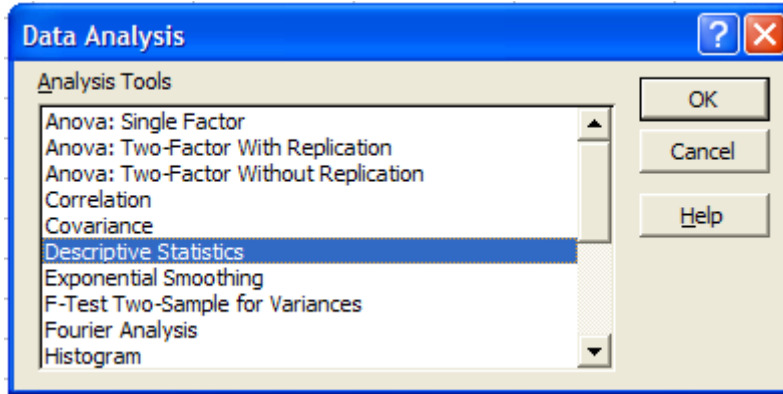 Data Analysis
Analysis Tools
Anova: Single Factor
Anova: Two-Factor With Replication
Anova: Two-Factor Without Replication
Correlation
Covariance
Descriptive Statistics
Exponential Smoothing
F-Test Two-Sample for Variances
Fourier Analysis
Histogram
OK
Cancel
Help